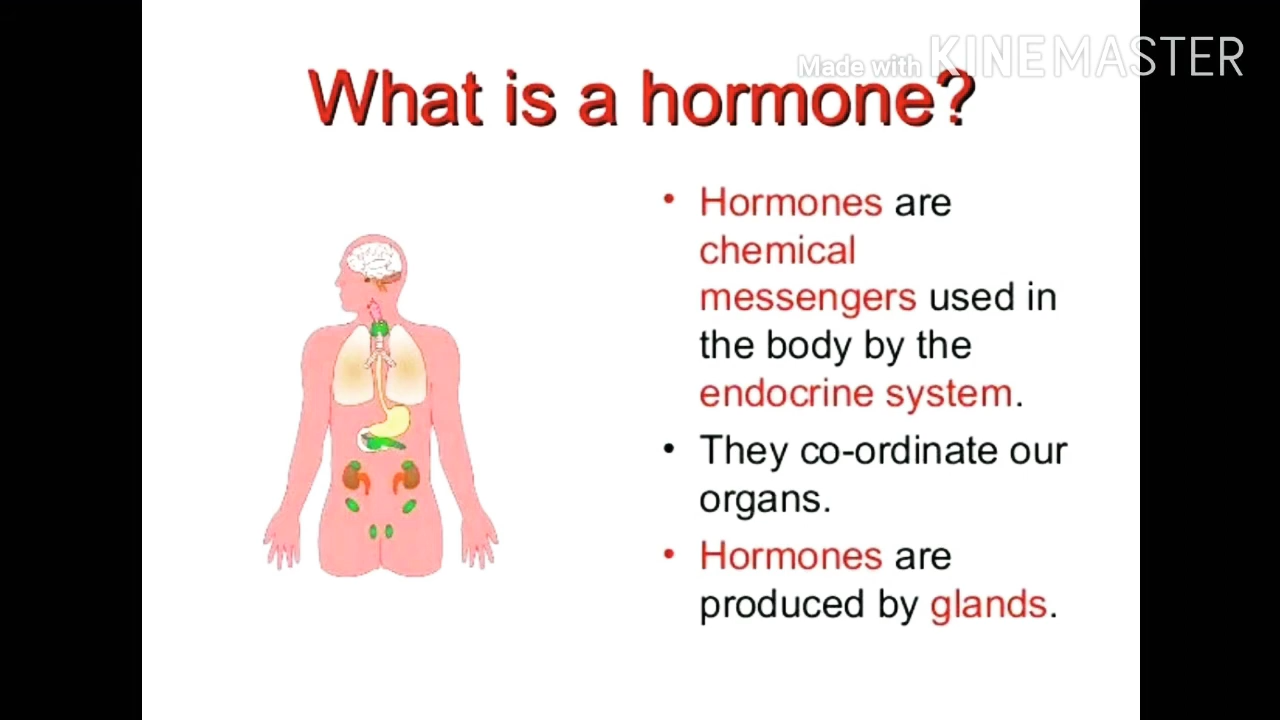 Made with KINEMASTER
What is a hormone?
• Hormones are
chemical
messengers used in
the body by the
endocrine system.
• They co-ordinate our
organs.
• Hormones are
produced by glands.